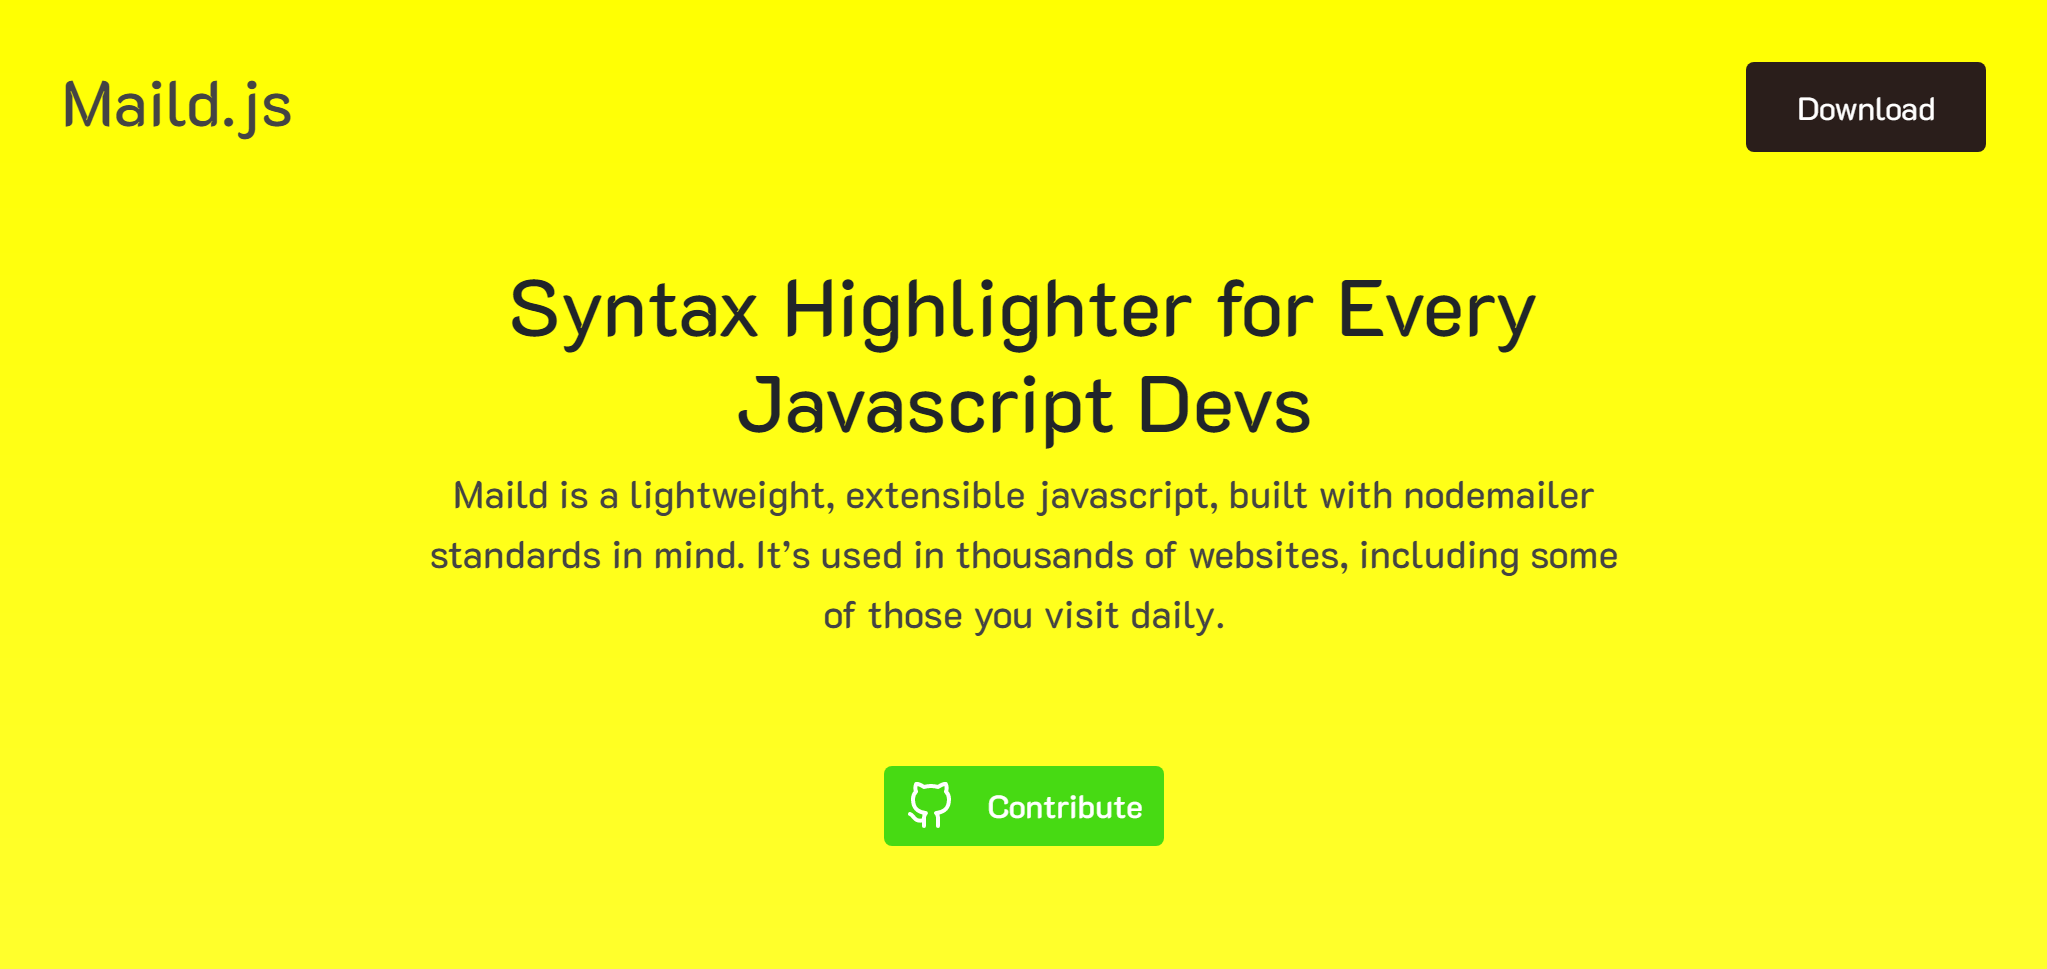 Maild.js
Download
Syntax Highlighter for Every
Javascript Devs
Maild is a lightweight, extensible javascript, built with nodemailer
standards in mind. It’s used in thousands of websites, including some
of those you visit daily.
Contribute